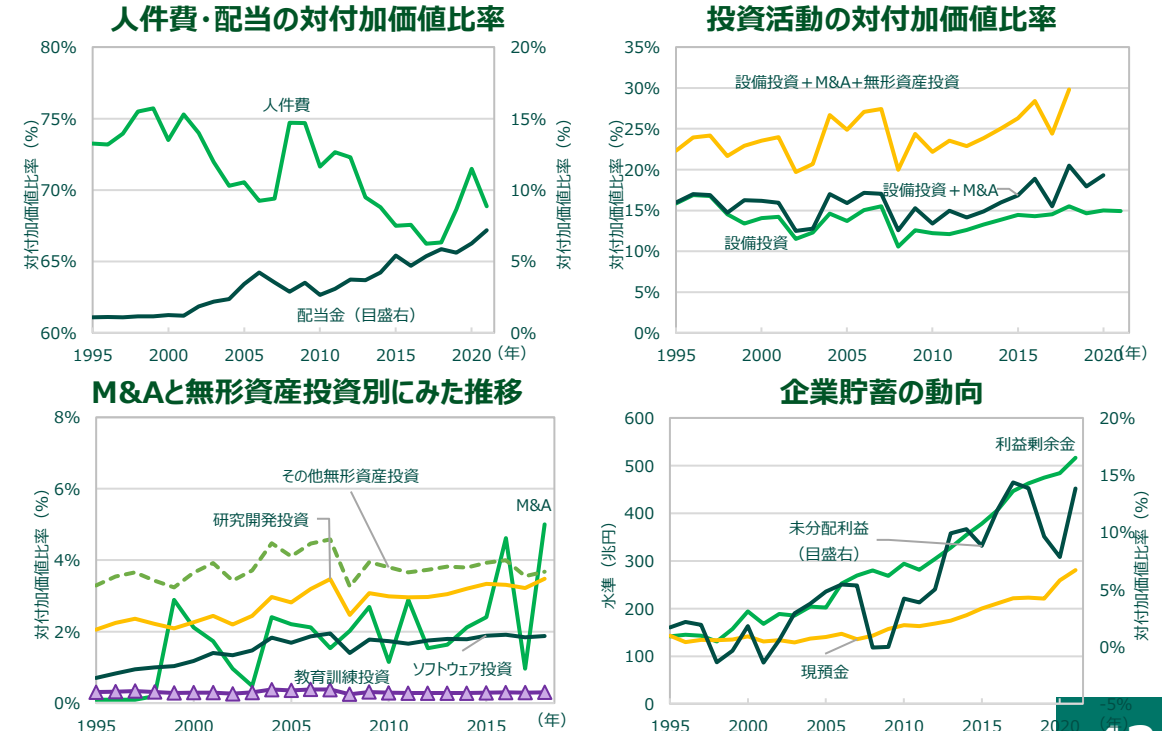 人件費・配当の対付加価値比率
80%
75%
70%
65%
60%
20%
15%
10%
5%
0%
対付加価値比率(%)
対付加価値比率(%)
人件費
配当金(目盛右)
1995 2000 2005 2010 2015 2020(年)
投資活動の対付加価値比率
35%
30%
25%
20%
15%
10%
5%
0%
対付加価値比率(%)
設備投資+M&A+無形資産投資
設備投資+M&A
設備投資
1995 2000 2005 2010 2015 2020(年)
M&Aと無形資産投資別にみた推移
8%
6%
4%
2%
0%
対付加価値比率(%)
その他無形資産投資
M&A
研究開発投資
ソフトウェア投資
教育訓練投資
1995 2000 2005 2010 2015 (年)
企業貯蓄の動向
600
500
400
300
200
100
0
20%
15%
10%
5%
0%
-5%
水準(兆円)
対付加価値比率(%)
利益剰余金
未分配利益
(目盛右)
現預金
1995 2000 2005 2010 2015 2020 (年)